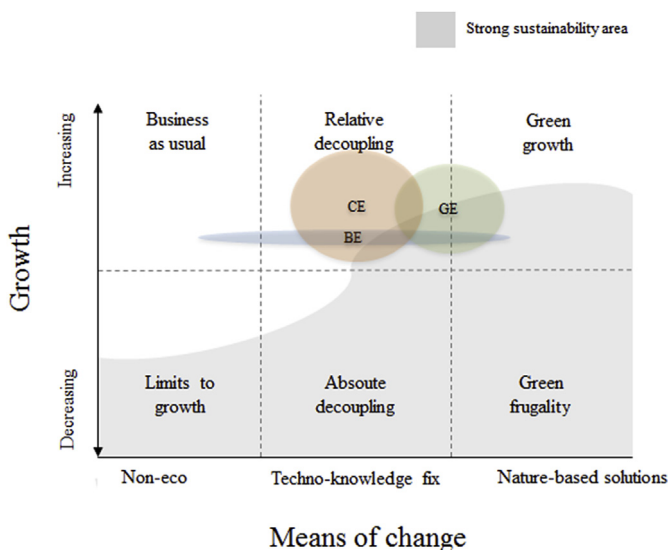 Strong sustainability area
Increasing
Business
as usual
Relative
decoupling
Green
growth
CE
GE
BE
Growth
Decreasing
Limits to
growth
Absoute
decoupling
Green
frugality
Non-eco
Techno-knowledge fix
Nature-based solutions
Means of change